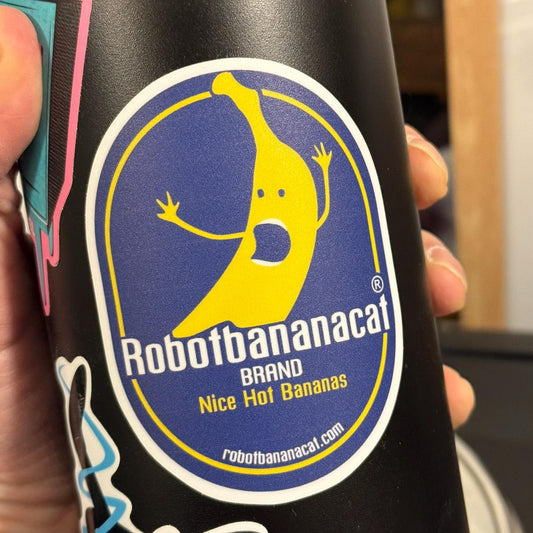 ®
Robotbananacat
BRAND
Nice Hot Bananas
robotbananacat.com